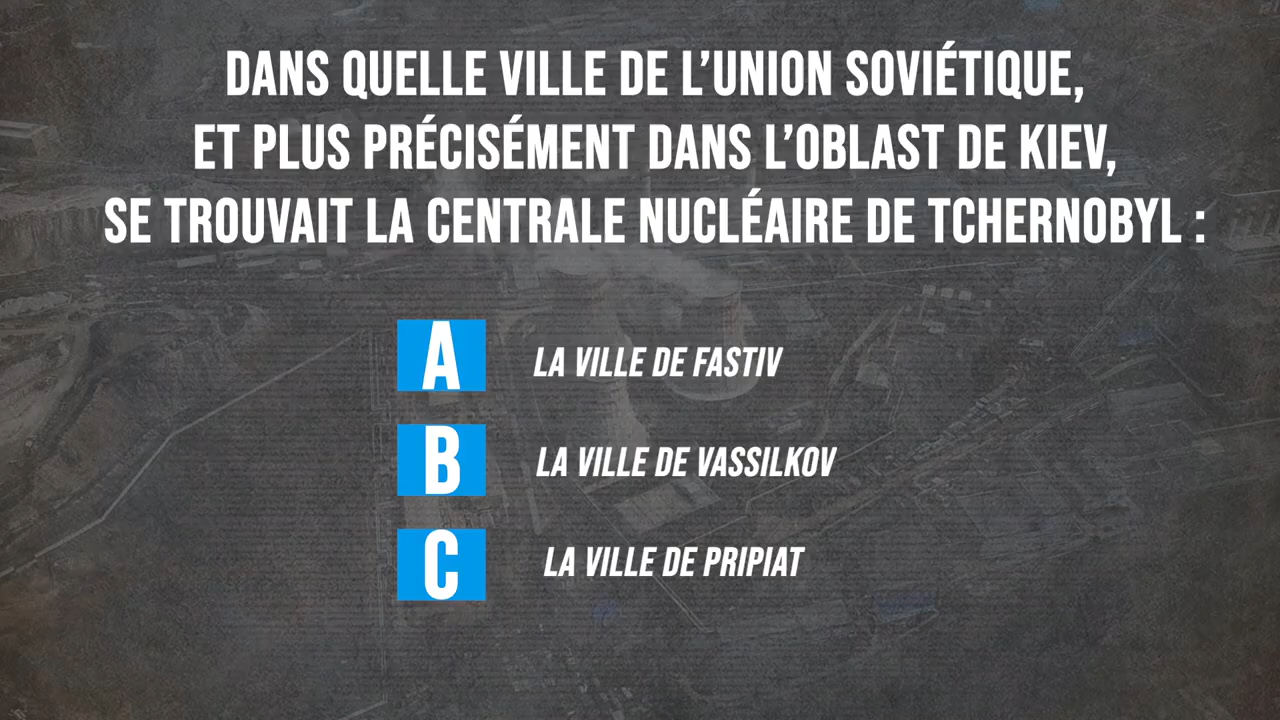 DANS QUELLE VILLE DE L’UNION SOVIÉTIQUE,
ET PLUS PRÉCISÉMENT DANS L’OBLAST DE KIEV,
SE TROUVAIT LA CENTRALE NUCLÉAIRE DE TCHERNOBYL :
A LA VILLE DE FASTIV
B LA VILLE DE VASSILKOV
C LA VILLE DE PRIPIAT